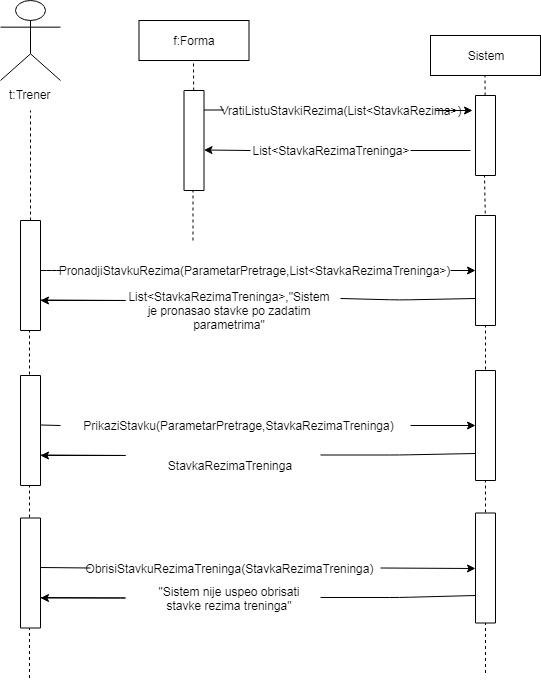 f:Forma
Sistem
t:Trener
VratiListuStavkiRezima(List<StavkaRezima>)
List<StavkaRezimaTreninga>
PronadjiStavkuRezima(ParametarPretrage,List<StavkaRezimaTreninga>)
List<StavkaRezimaTreninga>,"Sistem
je pronasao stavke po zadatim
parametrima"
PrikaziStavku(ParametarPretrage,StavkaRezimaTreninga)
StavkaRezimaTreninga
ObrisiStavkuRezimaTreninga(StavkaRezimaTreninga)
"Sistem nije uspeo obrisati
stavke rezima treninga"